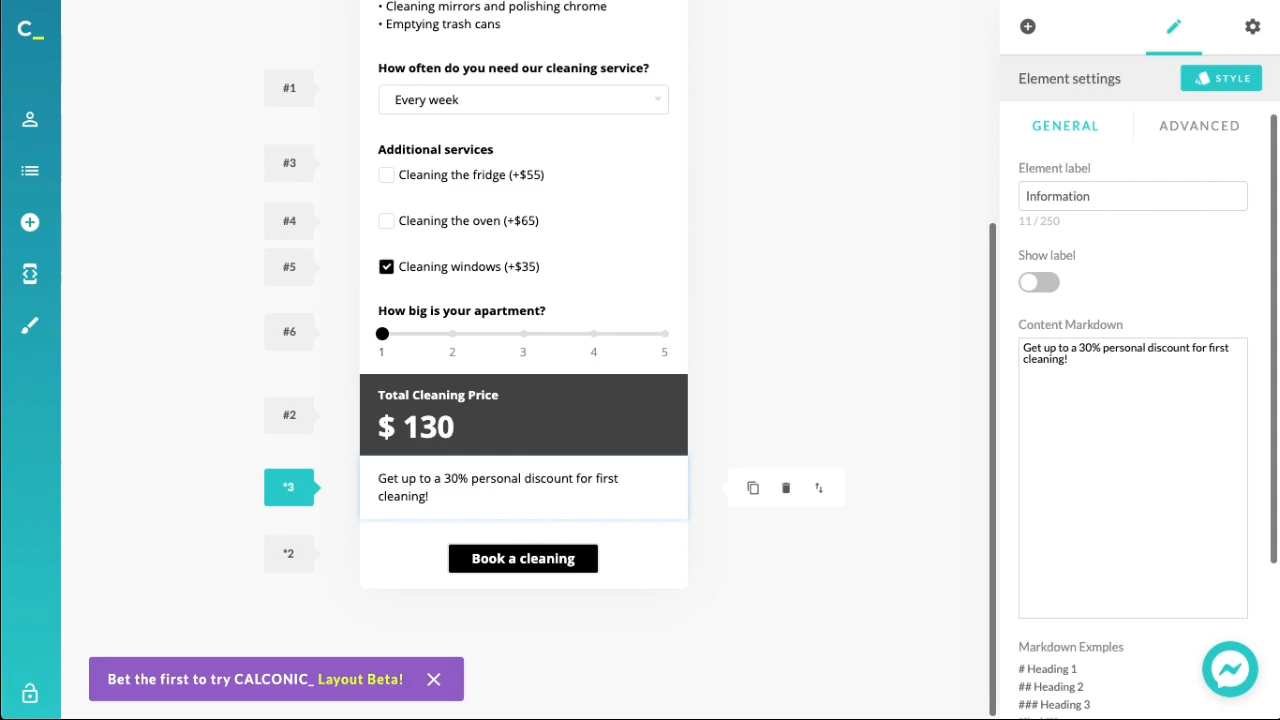 C_
• Cleaning mirrors and polishing chrome
• Emptying trash cans
#1
How often do you need our cleaning service?
Every week
#3
Additional services
Cleaning the fridge (+$55)
#4
Cleaning the oven (+$65)
#5
Cleaning windows (+$35)
#6
How big is your apartment?
1 2 3 4 5
#2
Total Cleaning Price
$ 130
*3
Get up to a 30% personal discount for first
cleaning!
*2
Book a cleaning
Bet the first to try CALCONIC_ Layout Beta!
Element settings
STYLE
GENERAL ADVANCED
Element label
Information
11 / 250
Show label
Content Markdown
Get up to a 30% personal discount for first
cleaning!
Markdown Exmples
# Heading 1
## Heading 2
### Heading 3